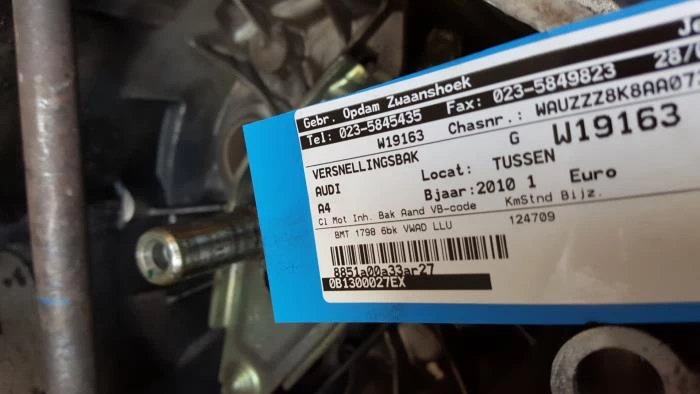 Gebr. Opdam Zwaanshoek
Tel: 023-5845435 Fax: 023-5849823 28/0
W19163 Chasnr.: WAUZZZ8K8AA07
VERSNELLINGSBAK G W19163
AUDI Locat: TUSSEN
A4 Bjaar:2010 1 Euro
Ci Mot Inh. Bak Aand VB-code KmStnd Bijz.
BMT 1798 6bk VWAD LLU 124709
8851a00a33ar27
0B1300027EX